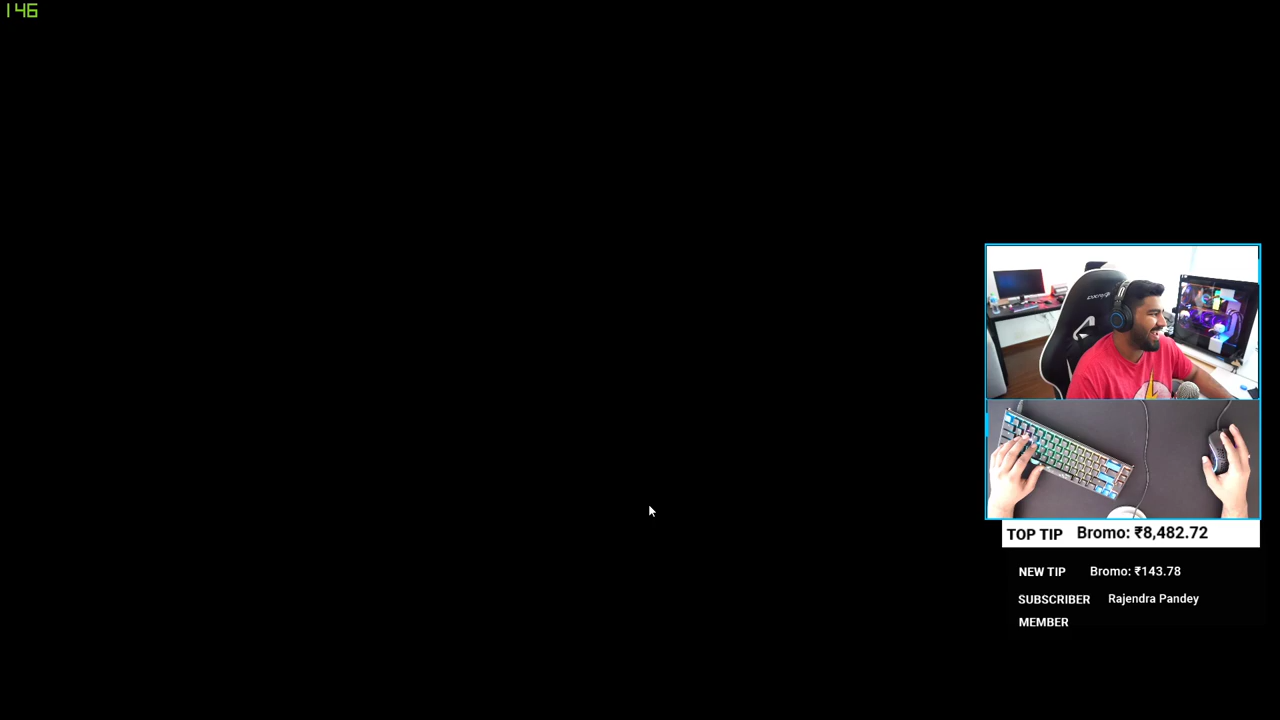 146
TOP TIP Bromo: ₹8,482.72
NEW TIP Bromo: ₹143.78
SUBSCRIBER Rajendra Pandey
MEMBER